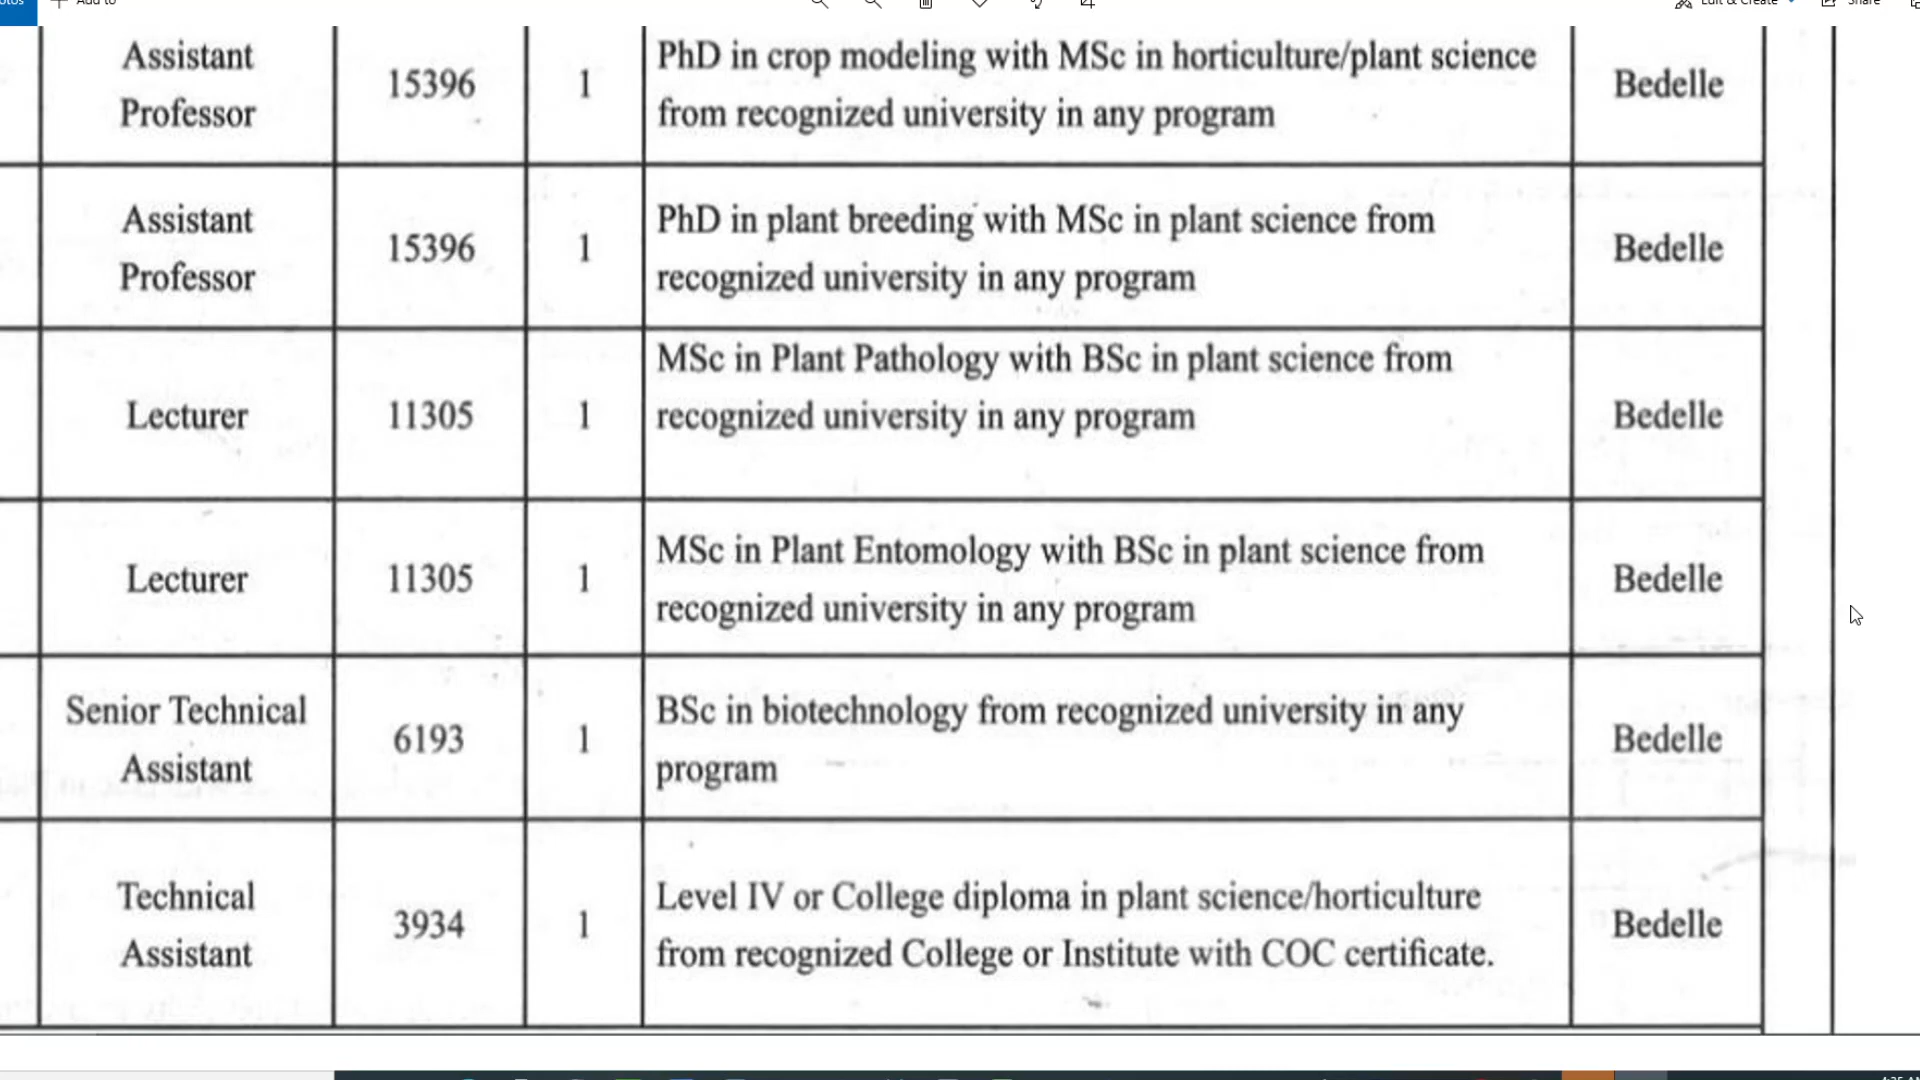 Assistant
Professor
15396
1
PhD in crop modeling with MSc in horticulture/plant science
from recognized university in any program
Bedelle
Assistant
Professor
15396
1
PhD in plant breeding with MSc in plant science from
recognized university in any program
Bedelle
Lecturer
11305
1
MSc in Plant Pathology with BSc in plant science from
recognized university in any program
Bedelle
Lecturer
11305
1
MSc in Plant Entomology with BSc in plant science from
recognized university in any program
Bedelle
Senior Technical
Assistant
6193
1
BSc in biotechnology from recognized university in any
program
Bedelle
Technical
Assistant
3934
1
Level IV or College diploma in plant science/horticulture
from recognized College or Institute with COC certificate.
Bedelle